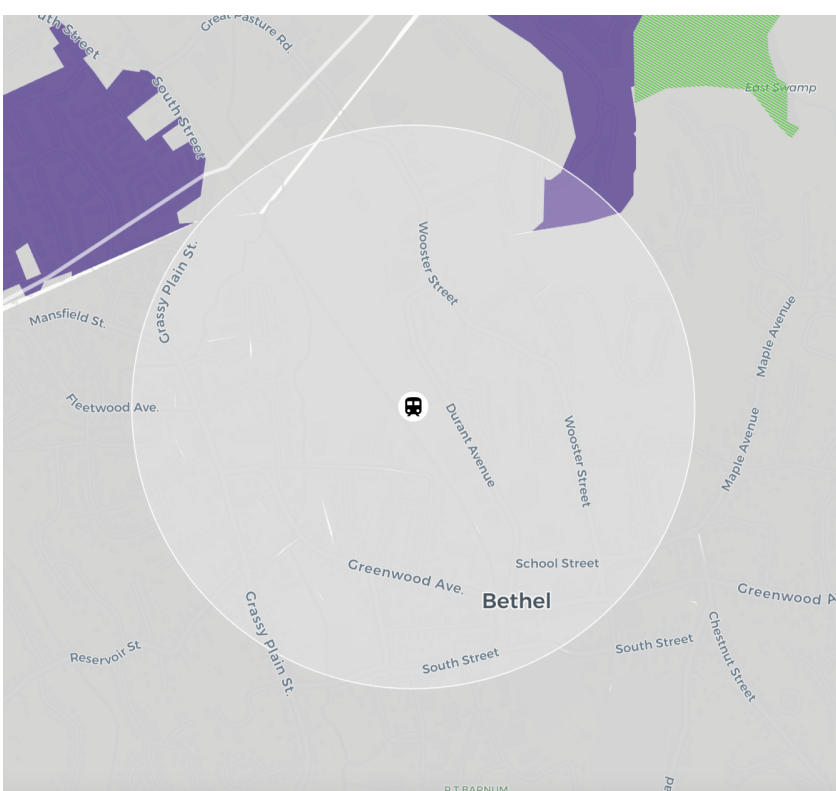 South Street
Great Pasture Rd.
South Street
East Swamp
Wooster Street
Grassy Plain St.
Mansfield St.
Maple Avenue
Fleetwood Ave.
Durant Avenue
Wooster Street
Maple Avenue
School Street
Greenwood Ave.
Bethel
Greenwood A
Grassy Plain St.
Chestnut Street
South Street
Reservoir St
South Street
P.T.BARNUM
ad